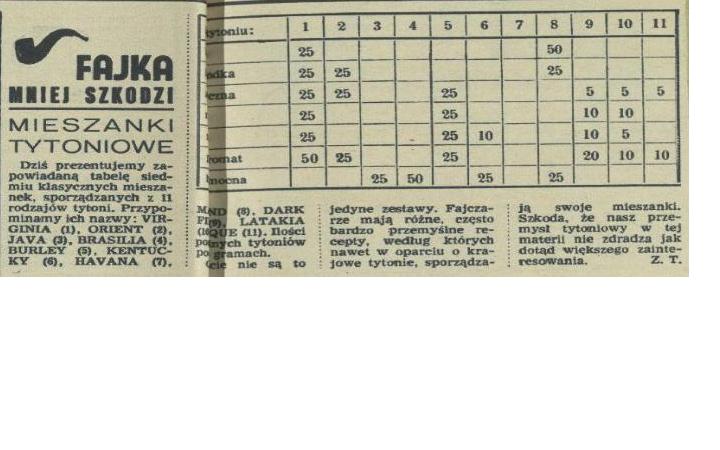 FAJKA
MNIEJ SZKODZI
MIESZANKI
TYTONIOWE
Dziś prezentujemy za-
powiadaną tabelę sied-
miu klasycznych miesza-
nek, sporządzanych z 11
rodzajów tytoni. Przypo-
minamy ich nazwy: VIR-
GINIA (1), ORIENT (2),
JAVA (3), BRASILIA (4),
BURLEY (5), KENTUC-
KY (6), HAVANA (7),
tytoniu: 1 2 3 4 5 6 7 8 9 10 11
25 50
25 25 25
25 25 25 5 5 5
25 25 10 10
25 25 10 10 5
50 25 25 20 10 10
mocna 25 50 25 25
(8), DARK
(9), LATAKIA
QUE (11). Ilości
tytoniów
gramach.
nie są to
jedyne zestawy. Fajcza-
rze mają różne, często
bardzo przemyślne re-
cepty, według których
nawet w oparciu o kra-
jowe tytonie, sporządza-
ją swoje mieszanki.
Szkoda, że nasz prze-
mysł tytoniowy w tej
materii nie zdradza jak
dotąd większego zainte-
resowania. Z. T.